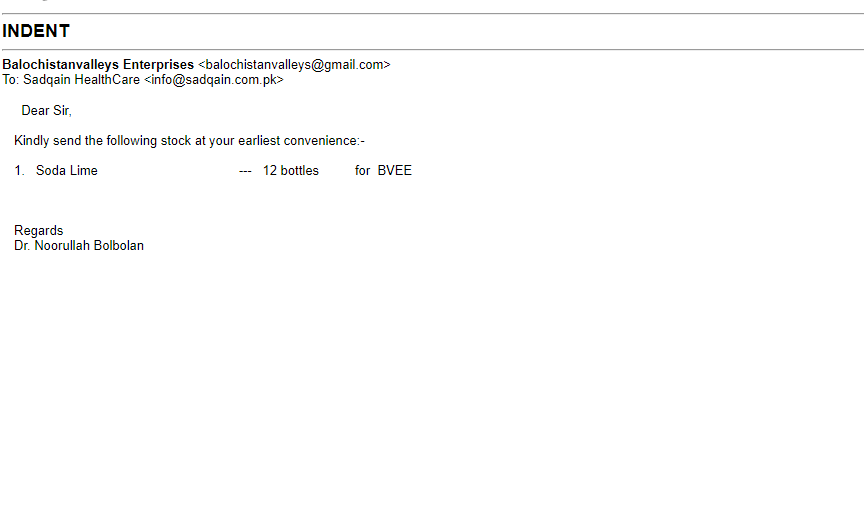 INDENT
Balochistanvalleys Enterprises <balochistanvalleys@gmail.com>
To: Sadqain HealthCare <info@sadqain.com.pk>
Dear Sir,
Kindly send the following stock at your earliest convenience:-
1. Soda Lime --- 12 bottles for BVEE
Regards
Dr. Noorullah Bolbolan